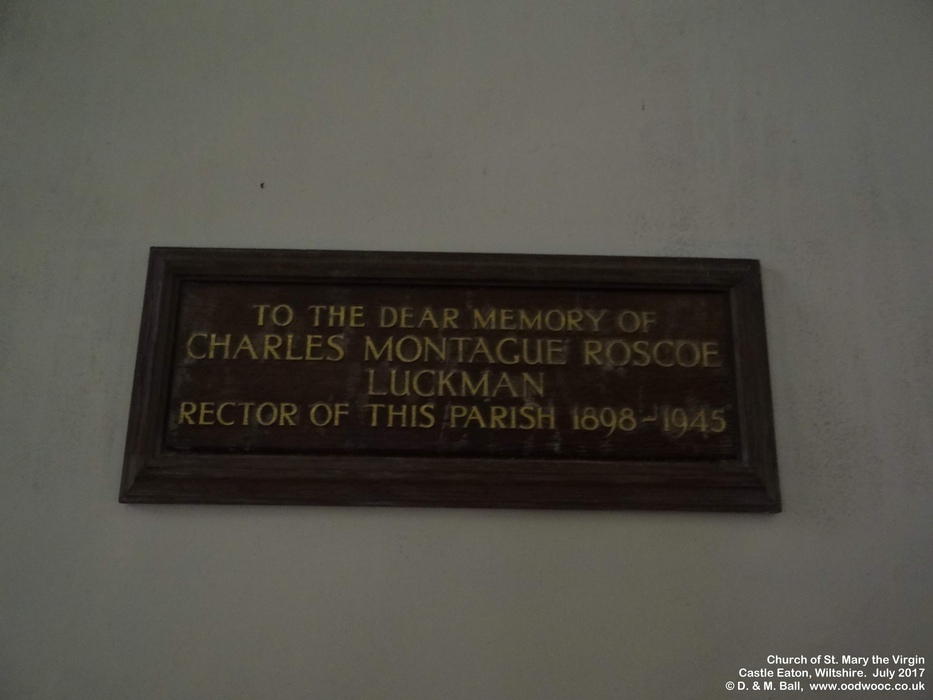 TO THE DEAR MEMORY OF
CHARLES MONTAGUE ROSCOE
LUCKMAN
RECTOR OF THIS PARISH 1898-1945
Church of St. Mary the Virgin
Castle Eaton, Wiltshire. July 2017
© D. & M. Ball, www.oodwooc.co.uk